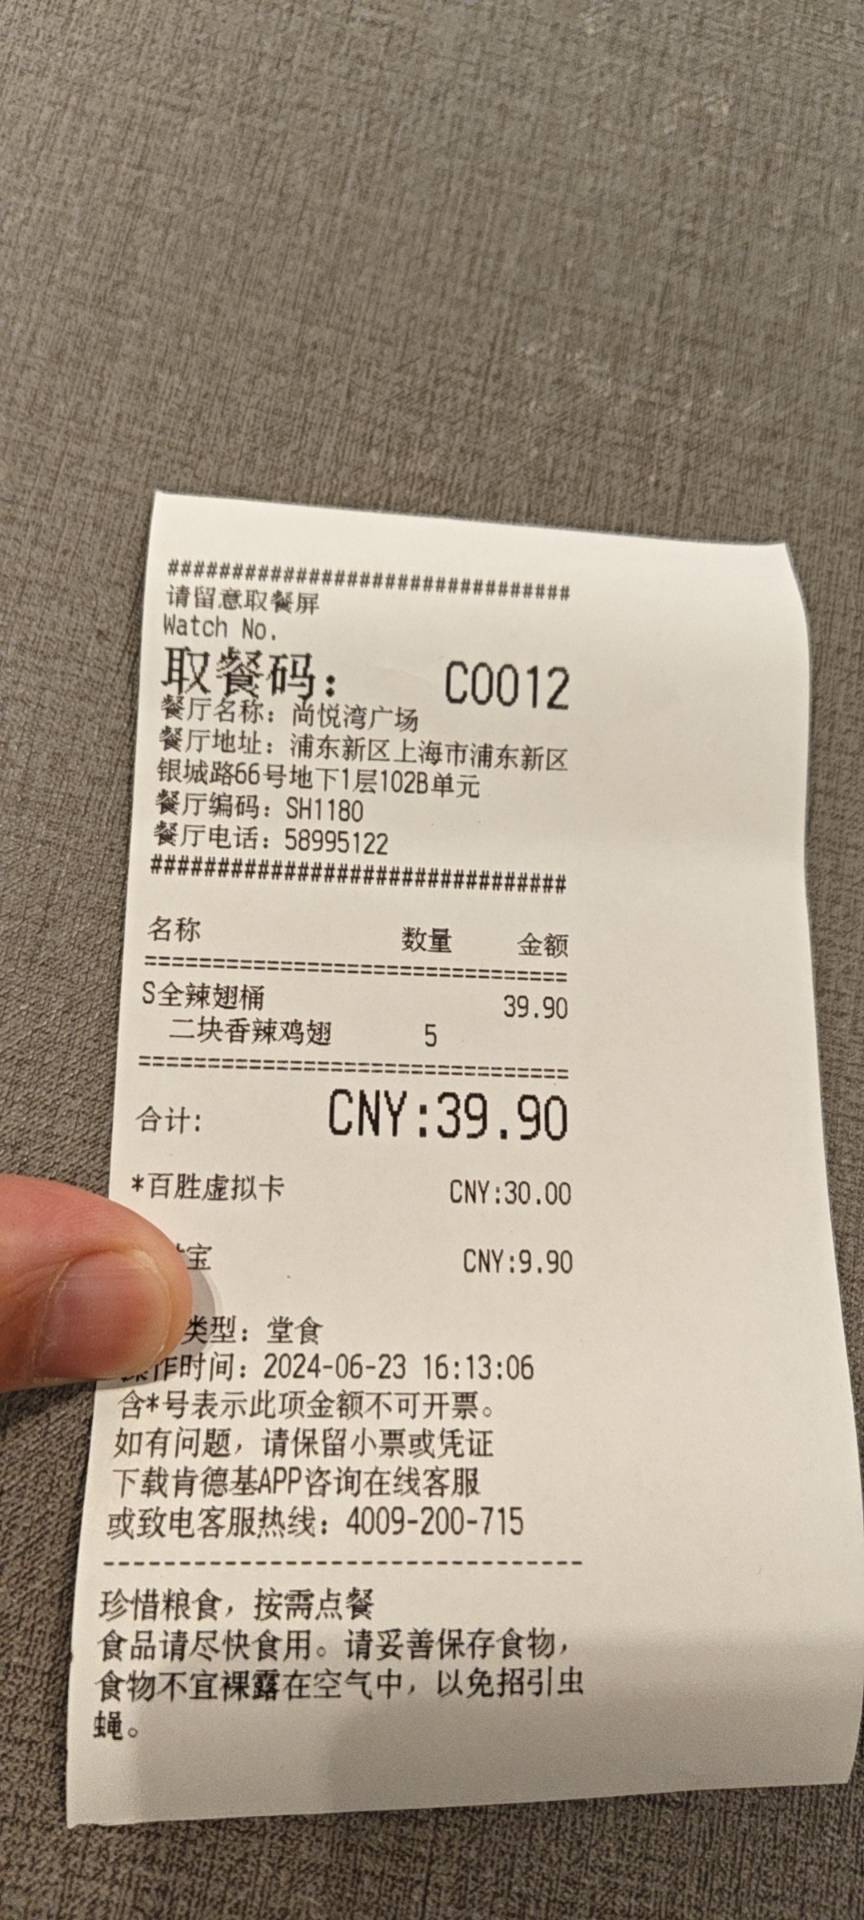 ###############################
请留意取餐屏
Watch No.
取餐码： C0012
餐厅名称：尚悦湾广场
餐厅地址：浦东新区上海市浦东新区
银城路66号地下1层102B单元
餐厅编码：SH1180
餐厅电话：58995122
###############################
名称 数量 金额
===============================
S全辣翅桶 39.90
二块香辣鸡翅 5
===============================
合计: CNY:39.90
*百胜虚拟卡 CNY:30.00
宝 CNY:9.90
类型：堂食
作时间：2024-06-23 16:13:06
含*号表示此项金额不可开票。
如有问题，请保留小票或凭证
下载肯德基APP咨询在线客服
或致电客服热线：4009-200-715
-------------------------------
珍惜粮食，按需点餐
食品请尽快食用。请妥善保存食物，
食物不宜裸露在空气中，以免招引虫
蝇。